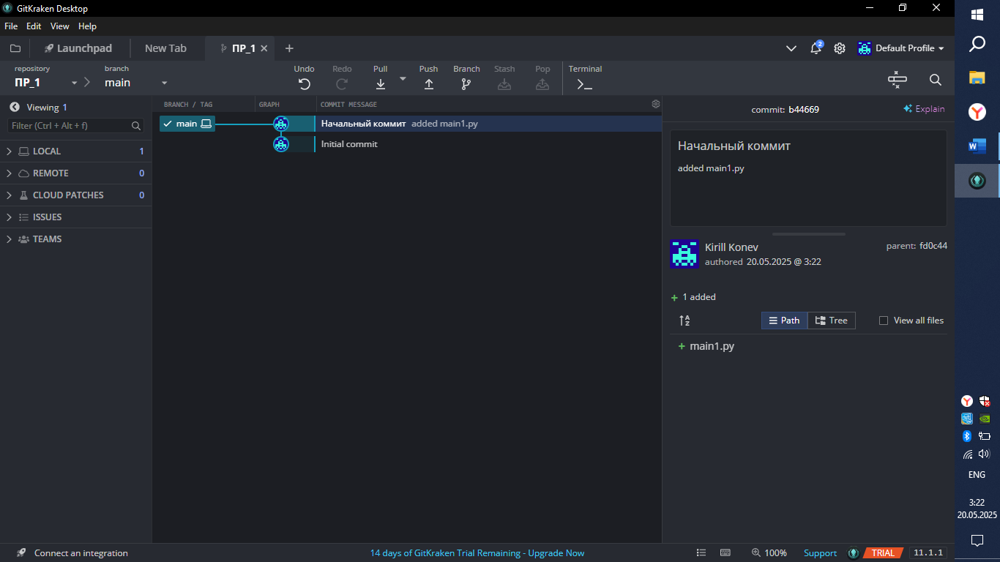 GitKraken Desktop
File Edit View Help
Launchpad New Tab ПР_1 2 Default Profile
repository branch Undo Redo Pull Push Branch Stash Pop Terminal
ПР_1 main
Viewing 1
Filter (Ctrl + Alt + f)
LOCAL 1
REMOTE 0
CLOUD PATCHES 0
ISSUES
TEAMS
BRANCH / TAG GRAPH COMMIT MESSAGE
main Начальный коммит added main1.py
Initial commit
commit: b44669 Explain
Начальный коммит
added main1.py
Kirill Konev parent: fd0c44
authored 20.05.2025 @ 3:22
1 added
Path Tree View all files
main1.py
Connect an integration 14 days of GitKraken Trial Remaining - Upgrade Now 100% Support TRIAL 11.1.1
ENG
3:22
20.05.2025